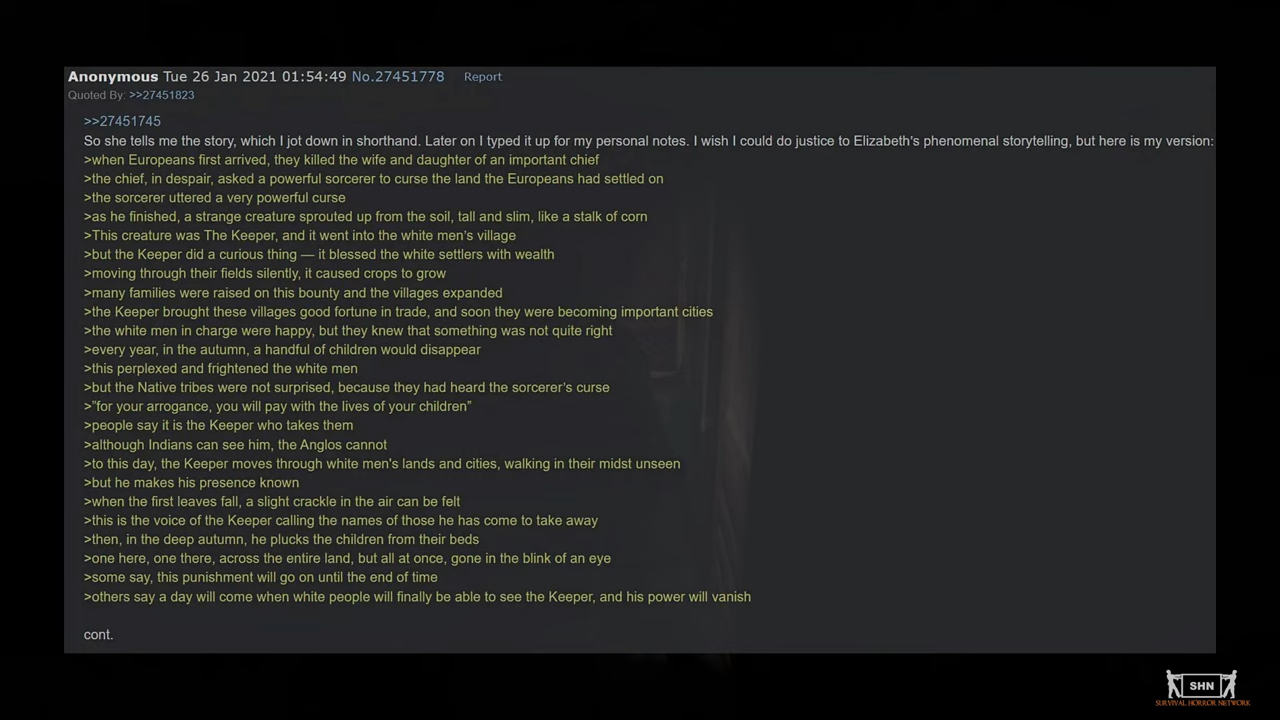 Anonymous Tue 26 Jan 2021 01:54:49 No.27451778 Report
Quoted By: >>27451823
>>27451745
So she tells me the story, which I jot down in shorthand. Later on I typed it up for my personal notes. I wish I could do justice to Elizabeth's phenomenal storytelling, but here is my version:
>when Europeans first arrived, they killed the wife and daughter of an important chief
>the chief, in despair, asked a powerful sorcerer to curse the land the Europeans had settled on
>the sorcerer uttered a very powerful curse
>as he finished, a strange creature sprouted up from the soil, tall and slim, like a stalk of corn
>This creature was The Keeper, and it went into the white men's village
>but the Keeper did a curious thing — it blessed the white settlers with wealth
>moving through their fields silently, it caused crops to grow
>many families were raised on this bounty and the villages expanded
>the Keeper brought these villages good fortune in trade, and soon they were becoming important cities
>the white men in charge were happy, but they knew that something was not quite right
>every year, in the autumn, a handful of children would disappear
>this perplexed and frightened the white men
>but the Native tribes were not surprised, because they had heard the sorcerer's curse
>"for your arrogance, you will pay with the lives of your children"
>people say it is the Keeper who takes them
>although Indians can see him, the Anglos cannot
>to this day, the Keeper moves through white men's lands and cities, walking in their midst unseen
>but he makes his presence known
>when the first leaves fall, a slight crackle in the air can be felt
>this is the voice of the Keeper calling the names of those he has come to take away
>then, in the deep autumn, he plucks the children from their beds
>one here, one there, across the entire land, but all at once, gone in the blink of an eye
>some say, this punishment will go on until the end of time
>others say a day will come when white people will finally be able to see the Keeper, and his power will vanish
cont.
SHN
SURVIVAL HORROR NETWORK